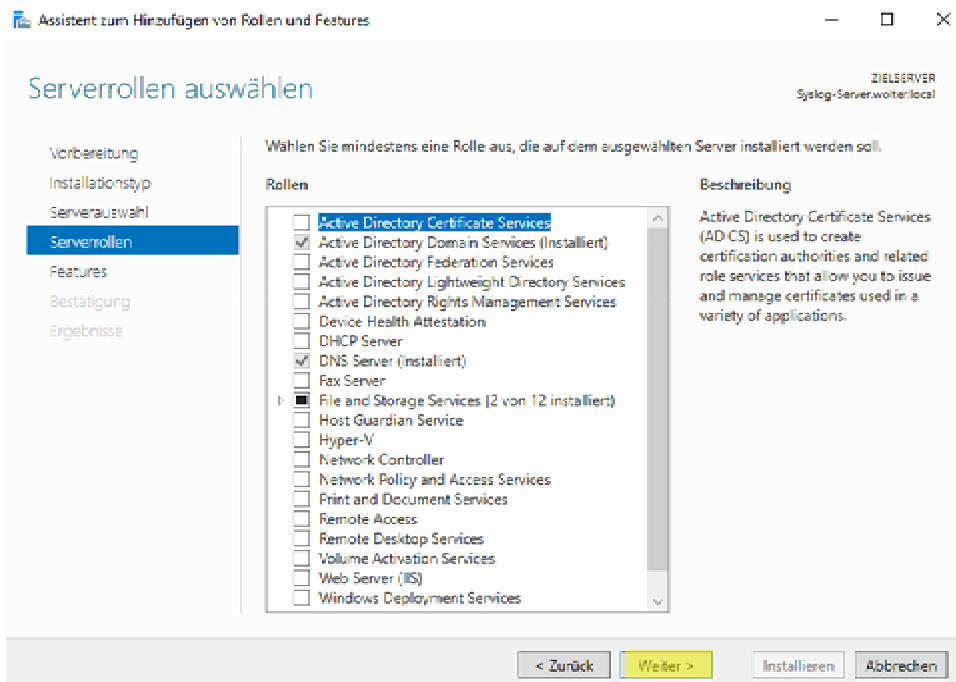 Assistent zum Hinzufügen von Rollen und Features
Serverrollen auswählen
ZIELSERVER
Syslog-Server.wolter.local
Vorbereitung
Installationstyp
Serverauswahl
Serverrollen
Features
Bestätigung
Ergebnisse
Wählen Sie mindestens eine Rolle aus, die auf dem ausgewählten Server installiert werden soll.
Rollen
Active Directory Certificate Services
Active Directory Domain Services (Installiert)
Active Directory Federation Services
Active Directory Lightweight Directory Services
Active Directory Rights Management Services
Device Health Attestation
DHCP Server
DNS Server (Installiert)
Fax Server
File and Storage Services (2 von 12 installiert)
Host Guardian Service
Hyper-V
Network Controller
Network Policy and Access Services
Print and Document Services
Remote Access
Remote Desktop Services
Volume Activation Services
Web Server (IIS)
Windows Deployment Services
Beschreibung
Active Directory Certificate Services
(AD CS) is used to create
certification authorities and related
role services that allow you to issue
and manage certificates used in a
variety of applications.
< Zurück
Weiter >
Installieren
Abbrechen